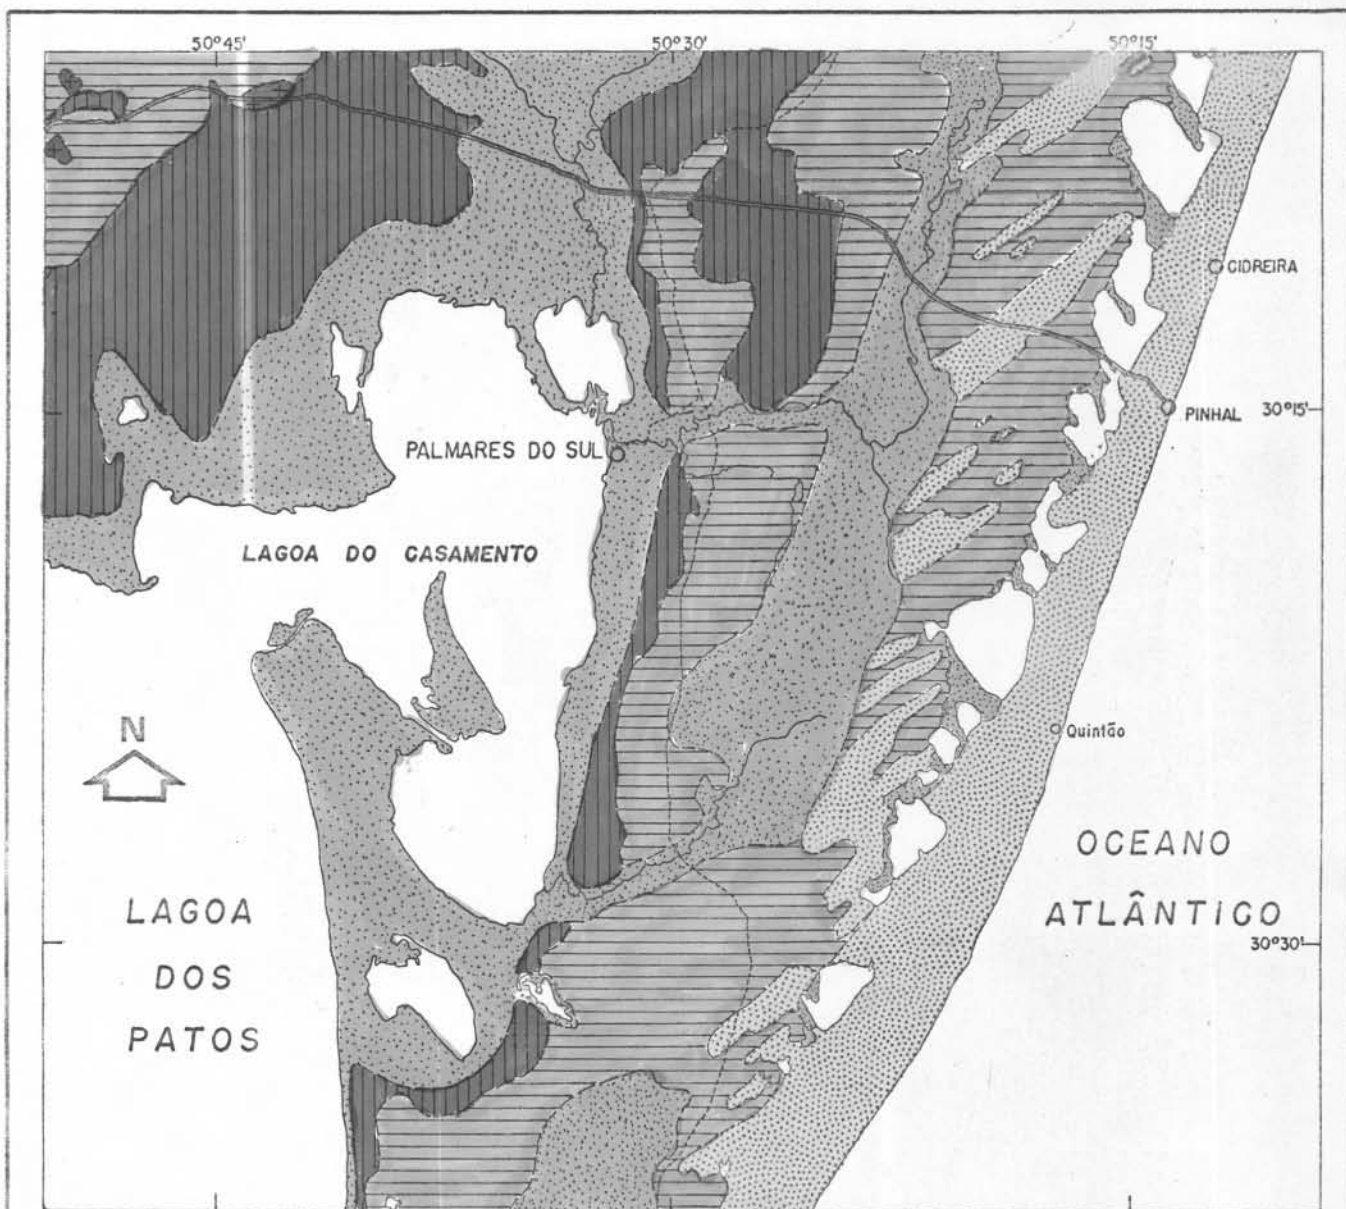 50°45'
50°30'
50°15'
CIDREIRA
PINHAL
30°15'
PALMARES DO SUL
LAGOA DO CASAMENTO
N
Quintão
OCEANO
ATLÂNTICO
30°30'
LAGOA
DOS
PATOS